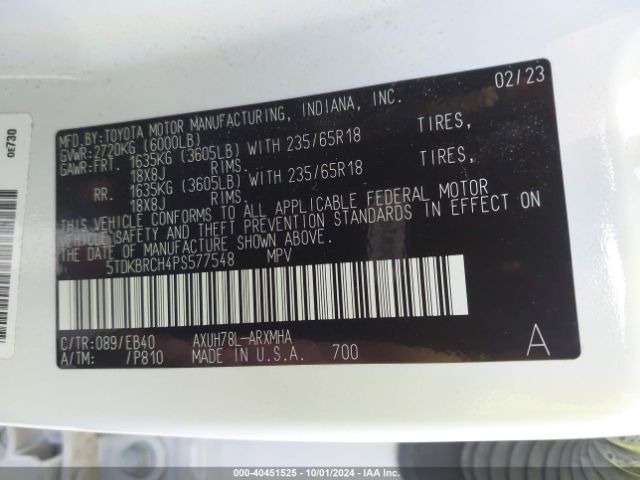 02/23
MFD.BY:TOYOTA MOTOR MANUFACTURING, INDIANA, INC.
GVWR:2720KG (6000LB)
GAWR:FRT. 1635KG (3605LB) WITH 235/65R18 TIRES,
18X8J RIMS.
RR. 1635KG (3605LB) WITH 235/65R18 TIRES,
18X8J RIMS.
THIS VEHICLE CONFORMS TO ALL APPLICABLE FEDERAL MOTOR
VEHICLE SAFETY AND THEFT PREVENTION STANDARDS IN EFFECT ON
THE DATE OF MANUFACTURE SHOWN ABOVE.
5TDKBRCH4PS577548 MPV
C/TR:089/EB40 AXUH78L-ARXMHA
A/TM: /P810 MADE IN U.S.A. 700
A
0E730
000-40451525 - 10/01/2024 - IAA Inc.